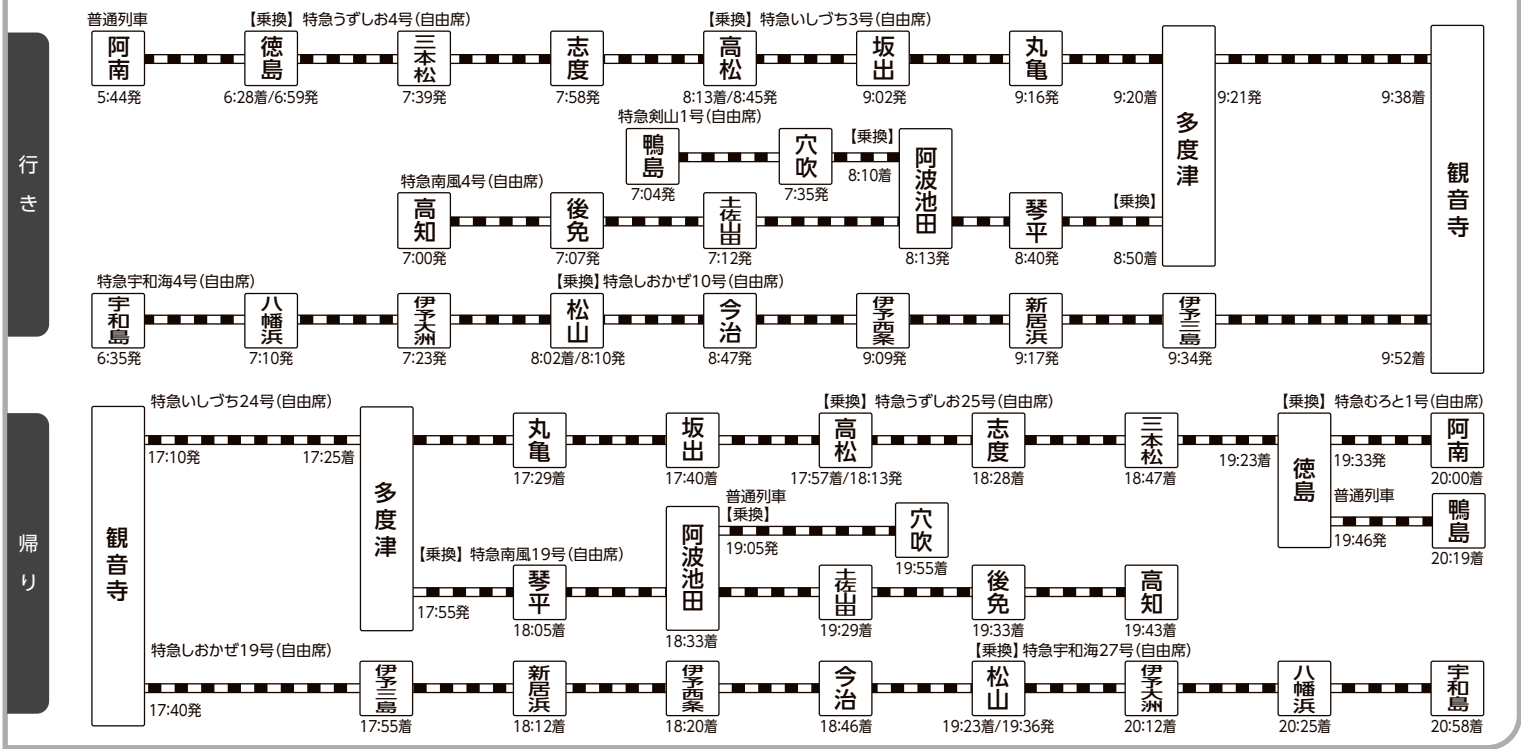 行き
普通列車
【乗換】特急うずしお4号(自由席)
【乗換】特急いしづち3号(自由席)
阿南
徳島
三本松
志度
高松
坂出
丸亀
多度津
観音寺
5:44発
6:28着/6:59発
7:39発
7:58発
8:13着/8:45発
9:02発
9:16発
9:20着
9:21発
9:38着
特急剣山1号(自由席)
鴨島
穴吹
【乗換】
阿波池田
7:04発
7:35発
8:10着
特急南風4号(自由席)
高知
後免
土佐山田
琴平
【乗換】
7:00発
7:07発
7:12発
8:13発
8:40発
8:50着
特急宇和海4号(自由席)
【乗換】特急しおかぜ10号(自由席)
宇和島
八幡浜
伊予大洲
松山
今治
伊予西条
新居浜
伊予三島
6:35発
7:10発
7:23発
8:02着/8:10発
8:47発
9:09発
9:17発
9:34発
9:52着
帰り
観音寺
特急いしづち24号(自由席)
【乗換】特急うずしお25号(自由席)
【乗換】特急むろと1号(自由席)
多度津
丸亀
坂出
高松
志度
三本松
徳島
阿南
17:10発
17:25着
17:29着
17:40着
17:57着/18:13発
18:28着
18:47着
19:23着
19:33発
20:00着
普通列車
鴨島
19:46発
20:19着
普通列車
【乗換】
阿波池田
穴吹
19:05発
19:55着
【乗換】特急南風19号(自由席)
琴平
土佐山田
後免
高知
17:55発
18:05着
18:33着
19:29着
19:33着
19:43着
特急しおかぜ19号(自由席)
【乗換】特急宇和海27号(自由席)
伊予三島
新居浜
伊予西条
今治
松山
伊予大洲
八幡浜
宇和島
17:40発
17:55着
18:12着
18:20着
18:46着
19:23着/19:36発
20:12着
20:25着
20:58着